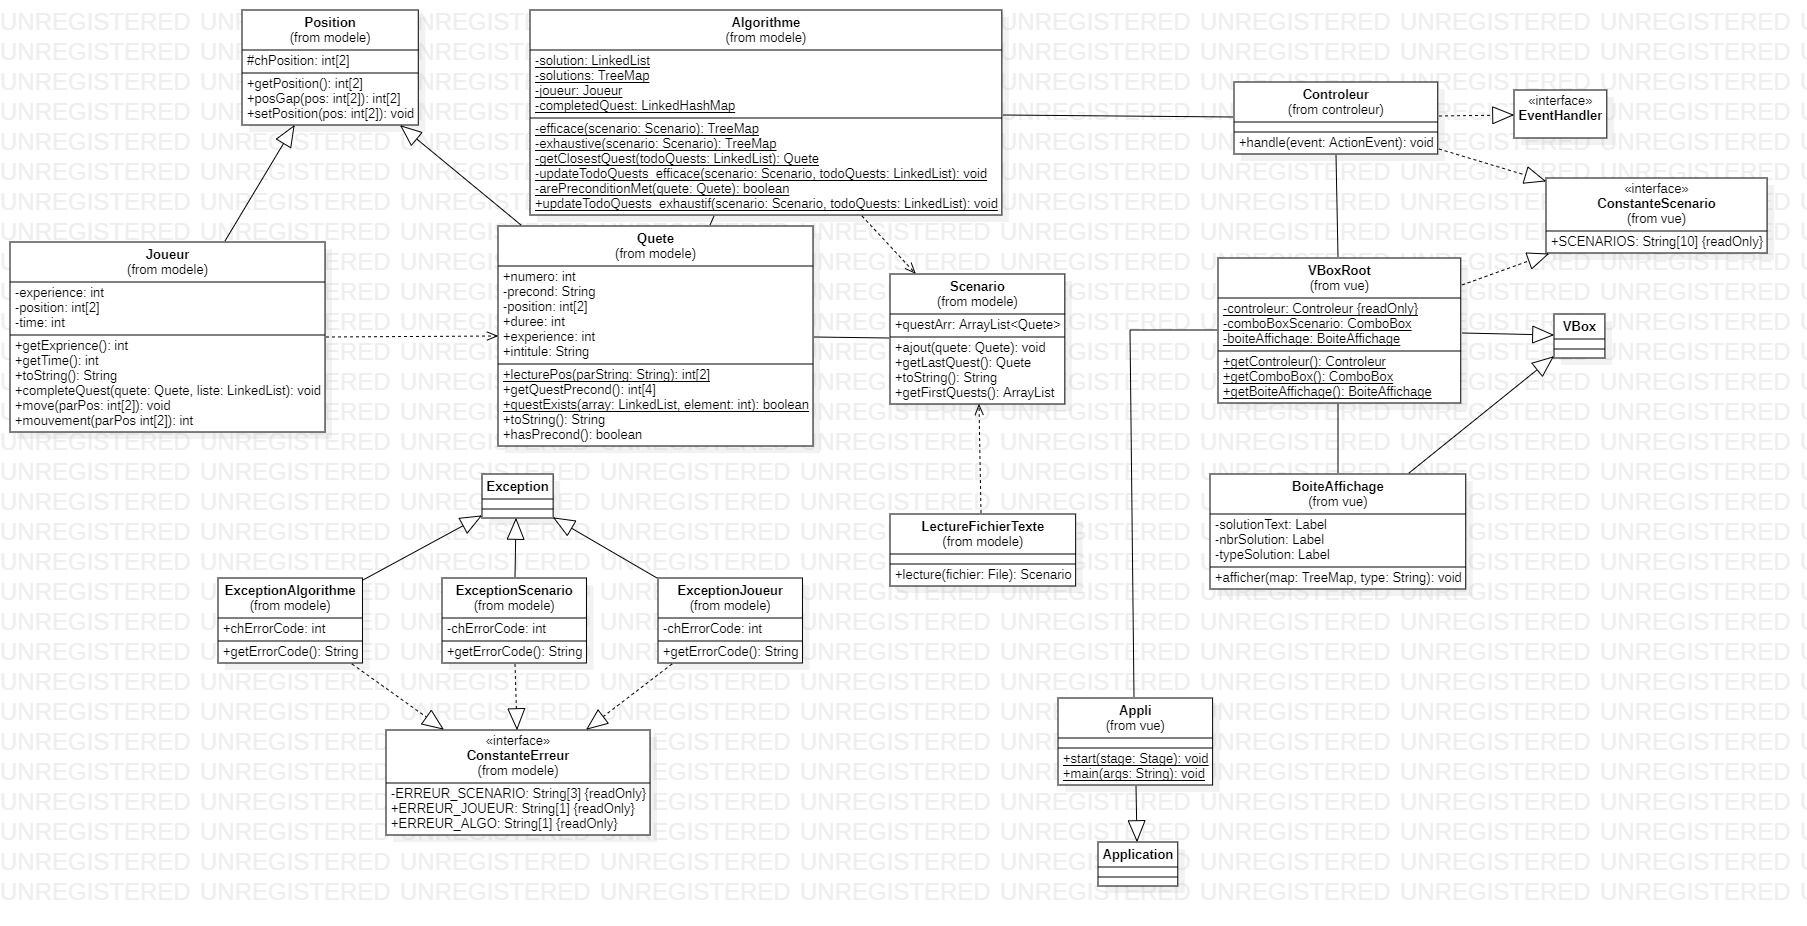 Position
(from modele)
#chPosition: int[2]
+getPosition(): int[2]
+posGap(pos: int[2]): int[2]
+setPosition(pos: int[2]): void
Algorithme
(from modele)
-solution: LinkedList
-solutions: TreeMap
-joueur: Joueur
-completedQuest: LinkedHashMap
-efficace(scenario: Scenario): TreeMap
-exhaustive(scenario: Scenario): TreeMap
-getClosestQuest(todoQuests: LinkedList): Quete
-updateTodoQuests_efficace(scenario: Scenario, todoQuests: LinkedList): void
-arePreconditionMet(quete: Quete): boolean
+updateTodoQuests_exhaustif(scenario: Scenario, todoQuests: LinkedList): void
Controleur
(from controleur)
+handle(event: ActionEvent): void
«interface»
EventHandler
«interface»
ConstanteScenario
(from vue)
+SCENARIOS: String[10] {readOnly}
Joueur
(from modele)
-experience: int
-position: int[2]
-time: int
+getExprience(): int
+getTime(): int
+toString(): String
+completeQuest(quete: Quete, liste: LinkedList): void
+move(parPos: int[2]): void
+mouvement(parPos int[2]): int
Quete
(from modele)
+numero: int
-precond: String
-position: int[2]
+duree: int
+experience: int
+intitule: String
+lecturePos(parString: String): int[2]
+getQuestPrecond(): int[4]
+questExists(array: LinkedList, element: int): boolean
+toString(): String
+hasPrecond(): boolean
Scenario
(from modele)
+questArr: ArrayList<Quete>
+ajout(quete: Quete): void
+getLastQuest(): Quete
+toString(): String
+getFirstQuests(): ArrayList
VBoxRoot
(from vue)
-controleur: Controleur {readOnly}
-comboBoxScenario: ComboBox
-boiteAffichage: BoiteAffichage
+getControleur(): Controleur
+getComboBox(): ComboBox
+getBoiteAffichage(): BoiteAffichage
VBox
Exception
BoiteAffichage
(from vue)
-solutionText: Label
-nbrSolution: Label
-typeSolution: Label
+afficher(map: TreeMap, type: String): void
LectureFichierTexte
(from modele)
+lecture(fichier: File): Scenario
ExceptionAlgorithme
(from modele)
+chErrorCode: int
+getErrorCode(): String
ExceptionScenario
(from modele)
-chErrorCode: int
+getErrorCode(): String
ExceptionJoueur
(from modele)
-chErrorCode: int
+getErrorCode(): String
Appli
(from vue)
+start(stage: Stage): void
+main(args: String): void
«interface»
ConstanteErreur
(from modele)
-ERREUR_SCENARIO: String[3] {readOnly}
+ERREUR_JOUEUR: String[1] {readOnly}
+ERREUR_ALGO: String[1] {readOnly}
Application
UNREGISTERED